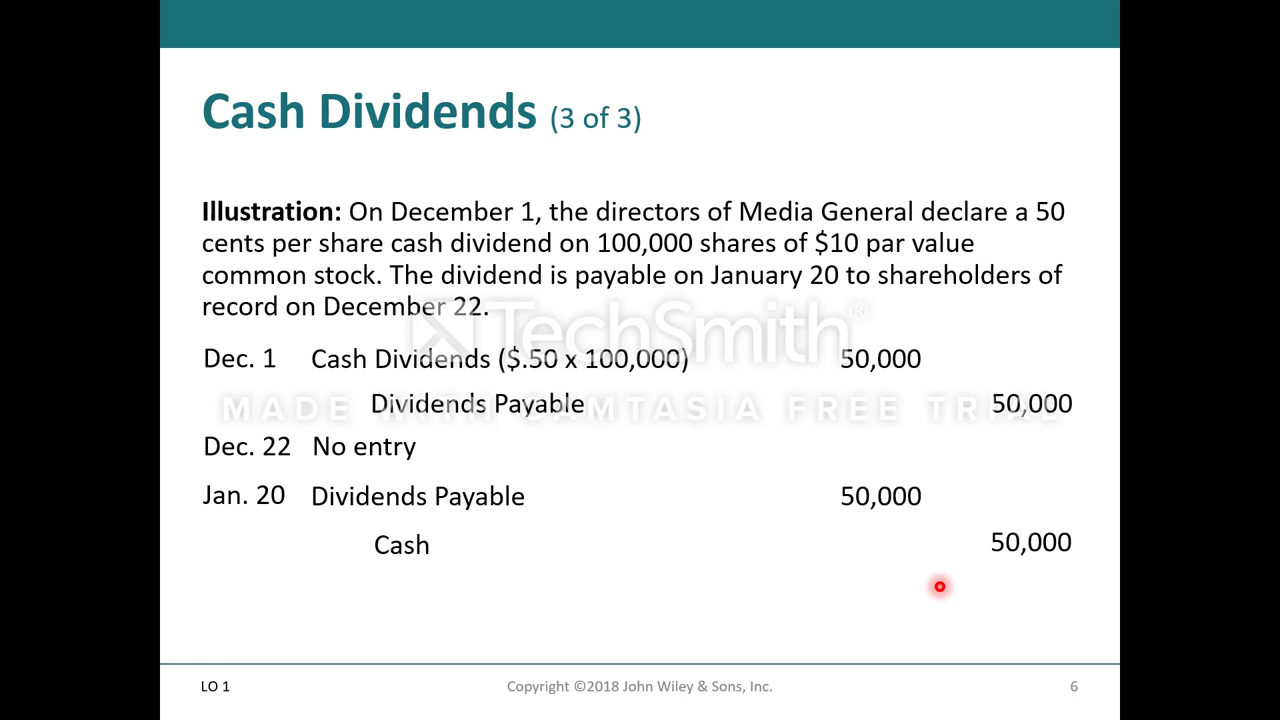 Cash Dividends (3 of 3)
Illustration: On December 1, the directors of Media General declare a 50
cents per share cash dividend on 100,000 shares of $10 par value
common stock. The dividend is payable on January 20 to shareholders of
record on December 22.
TechSmith®
Dec. 1 Cash Dividends ($.50 x 100,000) 50,000
Dividends Payable 50,000
MADE WITH CAMTASIA FREE TRIAL
Dec. 22 No entry
Jan. 20 Dividends Payable 50,000
Cash 50,000
LO 1 Copyright ©2018 John Wiley & Sons, Inc. 6